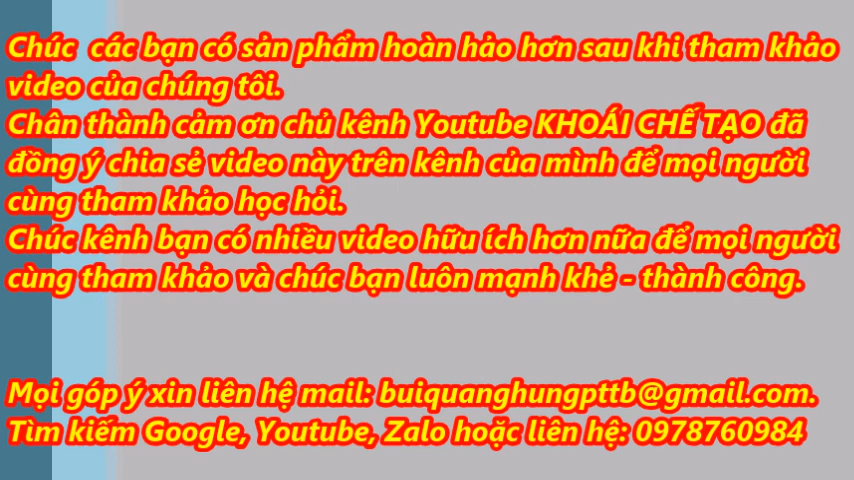 Chúc các bạn có sản phẩm hoàn hảo hơn sau khi tham khảo
video của chúng tôi.
Chân thành cảm ơn chủ kênh Youtube KHOÁI CHẾ TẠO đã
đồng ý chia sẻ video này trên kênh của mình để mọi người
cùng tham khảo học hỏi.
Chúc kênh bạn có nhiều video hữu ích hơn nữa để mọi người
cùng tham khảo và chúc bạn luôn mạnh khẻ - thành công.
Mọi góp ý xin liên hệ mail: buiquanghungpttb@gmail.com.
Tìm kiếm Google, Youtube, Zalo hoặc liên hệ: 0978760984